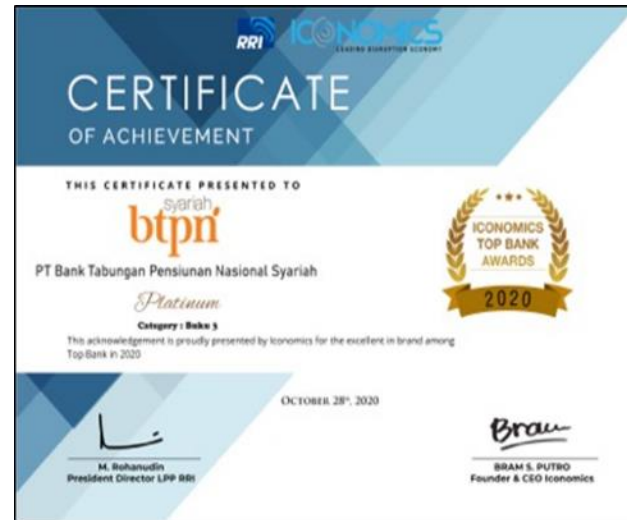 RRI ICONOMICS
LEADING DISRUPTION ECONOMY
CERTIFICATE
OF ACHIEVEMENT
THIS CERTIFICATE PRESENTED TO
syariah
btpn
PT Bank Tabungan Pensiunan Nasional Syariah
Platinum
Category : Buku 3
This acknowledgement is proudly presented by Iconomics for the excellent in brand among
Top Bank in 2020
ICONOMICS
TOP BANK
AWARDS
2020
OCTOBER 28th, 2020
M. Rohanudin
President Director LPP RRI
Bram
BRAM S. PUTRO
Founder & CEO Iconomics